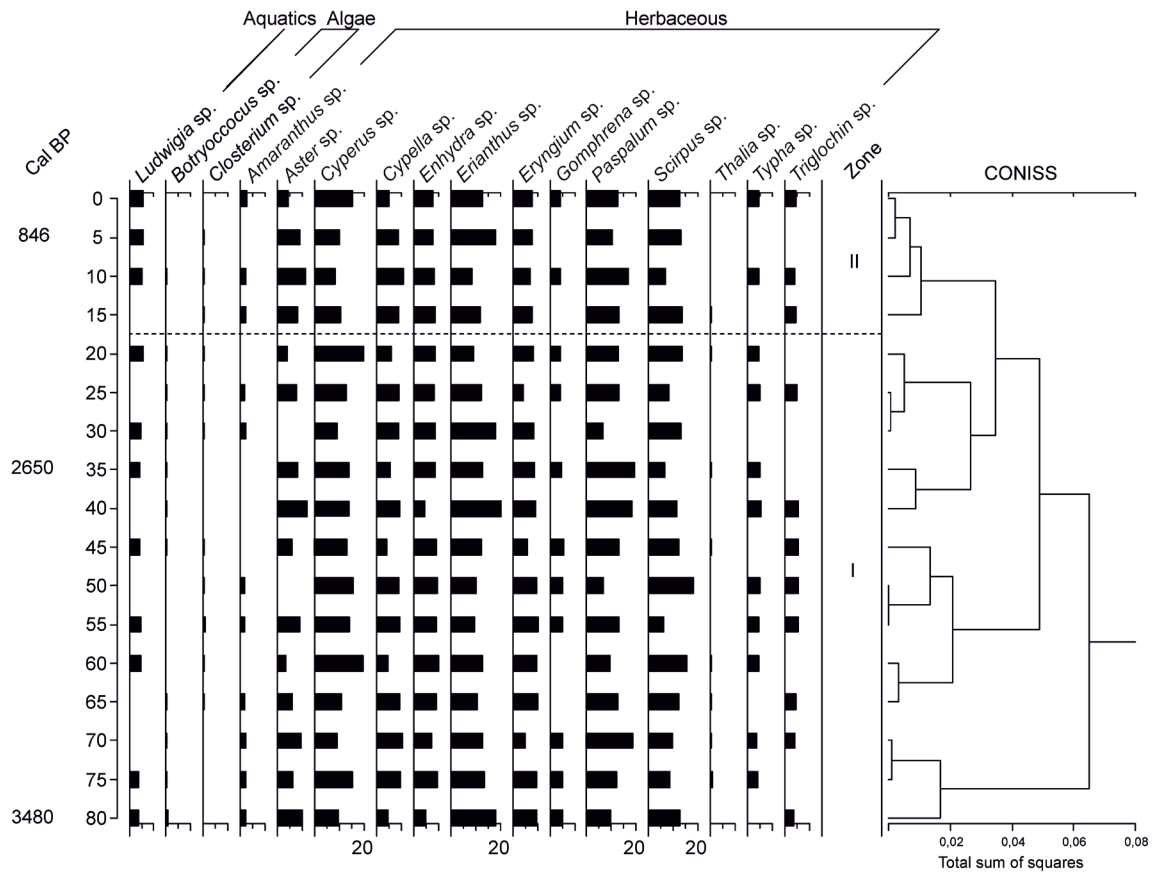 Aquatics Algae Herbaceous
Cal BP
Ludwigia sp.
Botryoccocus sp.
Closterium sp.
Amaranthus sp.
Aster sp.
Cyperus sp.
Cypella sp.
Enhydra sp.
Erianthus sp.
Eryngium sp.
Gomphrena sp.
Paspalum sp.
Scirpus sp.
Thalia sp.
Typha sp.
Triglochin sp.
Zone
CONISS
0
846 5
10 II
15
20
25
30
2650 35
40
45
50 I
55
60
65
70
75
3480 80
20 20 20 20
0,02 0,04 0,06 0,08
Total sum of squares